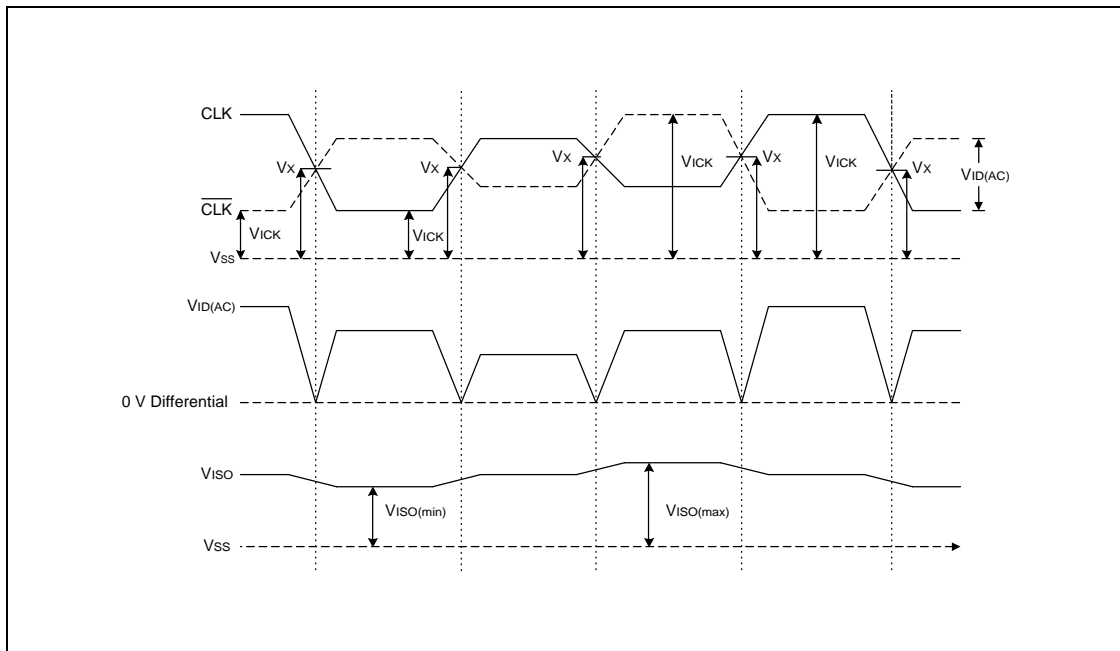 CLK
VX VX VX VICK VX VICK VX VID(AC)
CLK
VICK VICK
VSS
VID(AC)
0 V Differential
VISO
VISO(min) VISO(max)
VSS